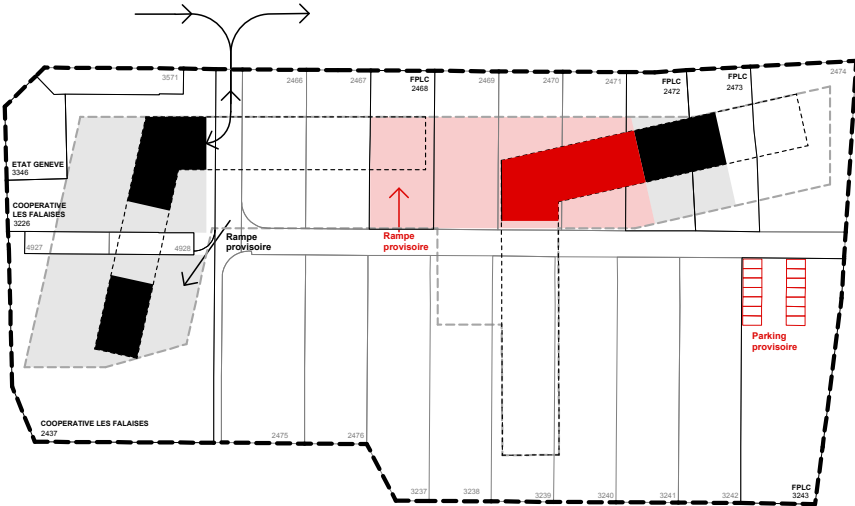 3571
2466
2467
FPLC
2468
2469
2470
2471
FPLC
2472
FPLC
2473
2474
ETAT GENEVE
3346
COOPERATIVE
LES FALAISES
3226
4927
4928
Rampe
provisoire
Rampe
provisoire
Parking
provisoire
COOPERATIVE LES FALAISES
2437
2475
2476
3237
3238
3239
3240
3241
3242
FPLC
3243